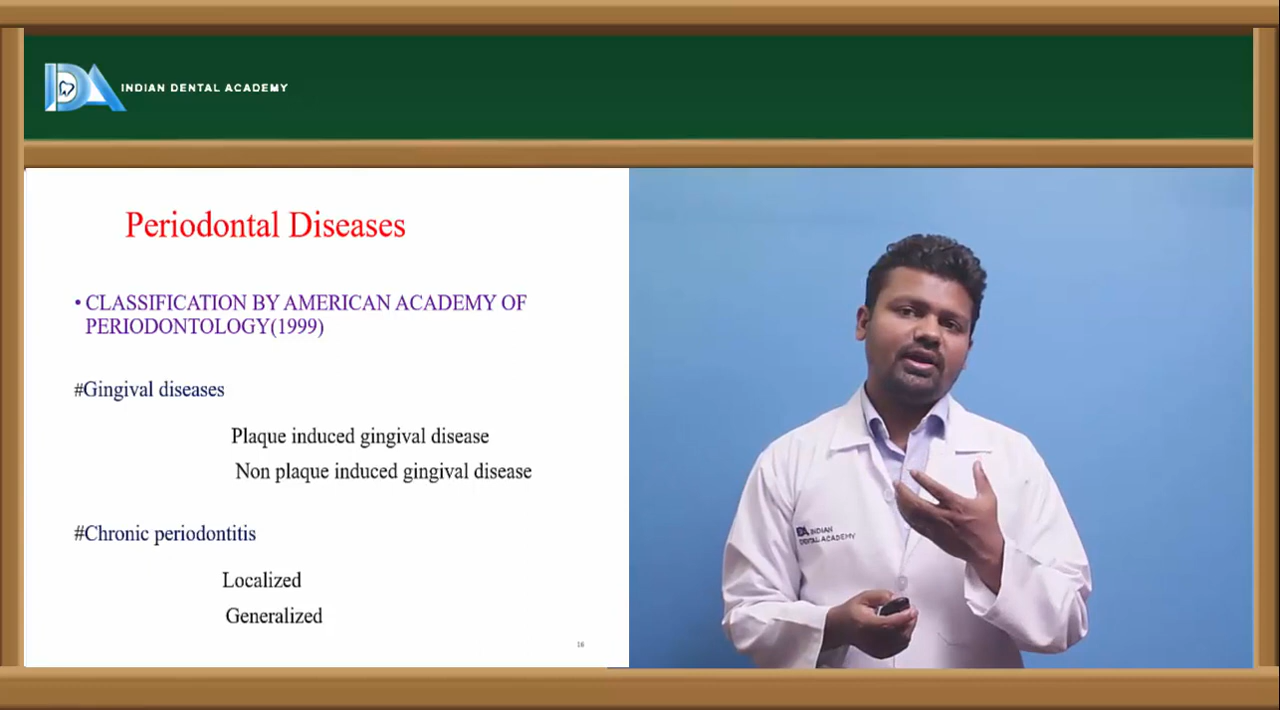 INDIAN DENTAL ACADEMY
Periodontal Diseases
• CLASSIFICATION BY AMERICAN ACADEMY OF
PERIODONTOLOGY(1999)
#Gingival diseases
Plaque induced gingival disease
Non plaque induced gingival disease
#Chronic periodontitis
Localized
Generalized
16
IDA INDIAN
DENTAL ACADEMY